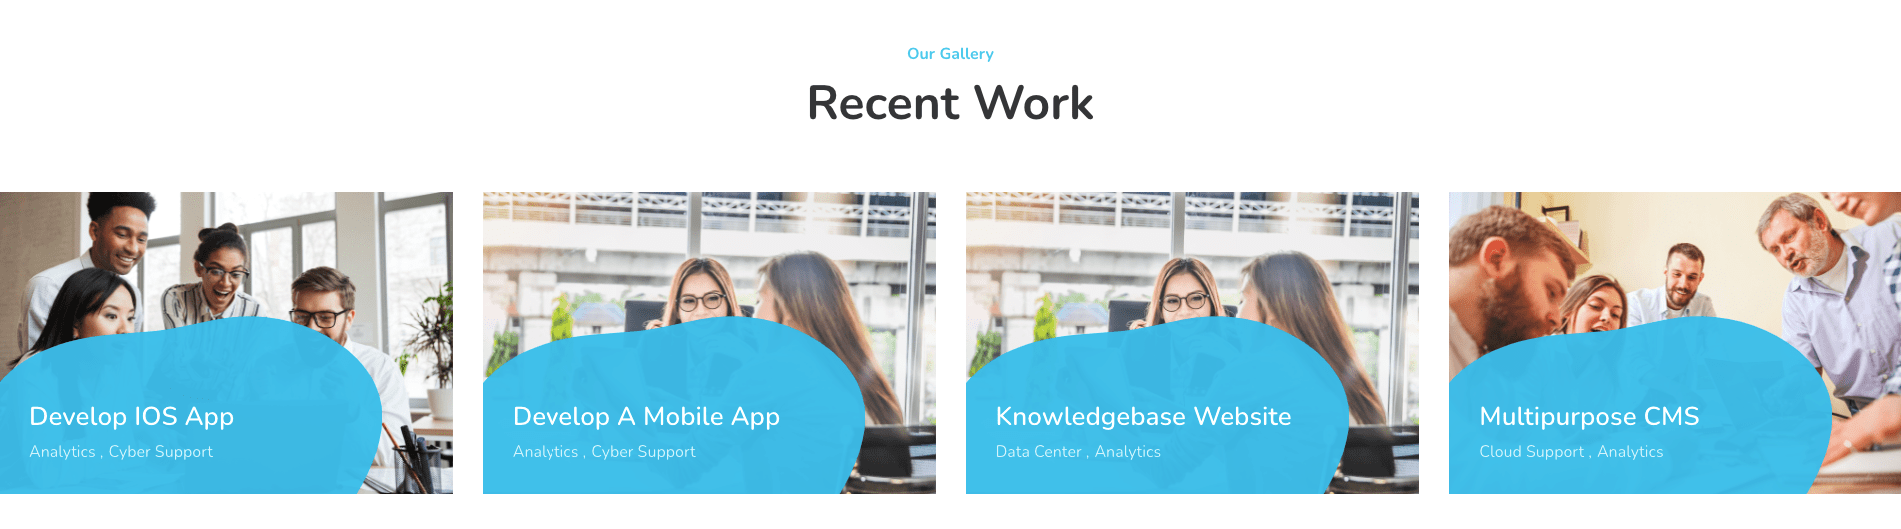 Our Gallery
Recent Work
Develop IOS App
Analytics , Cyber Support
Develop A Mobile App
Analytics , Cyber Support
Knowledgebase Website
Data Center , Analytics
Multipurpose CMS
Cloud Support , Analytics